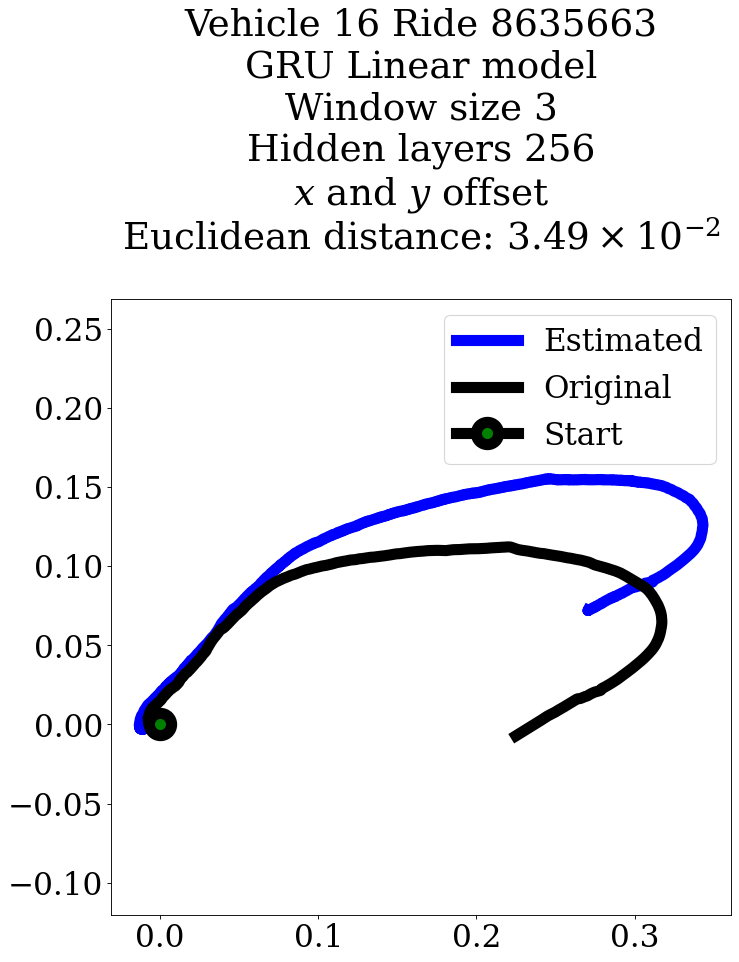 Vehicle 16 Ride 8635663
GRU Linear model
Window size 3
Hidden layers 256
x and y offset
Euclidean distance: 3.49 × 10⁻²
Estimated
Original
Start
0.25
0.20
0.15
0.10
0.05
0.00
−0.05
−0.10
0.0 0.1 0.2 0.3